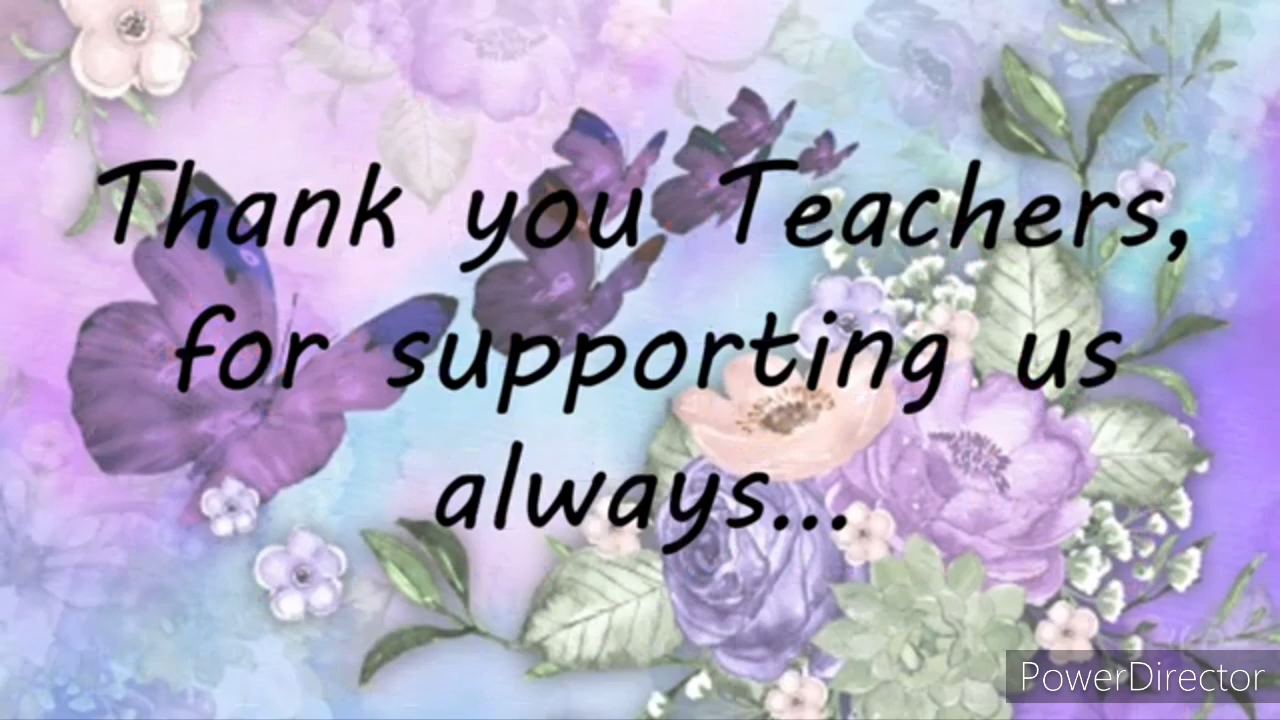 Thank you Teachers,
for supporting us
always...
PowerDirector